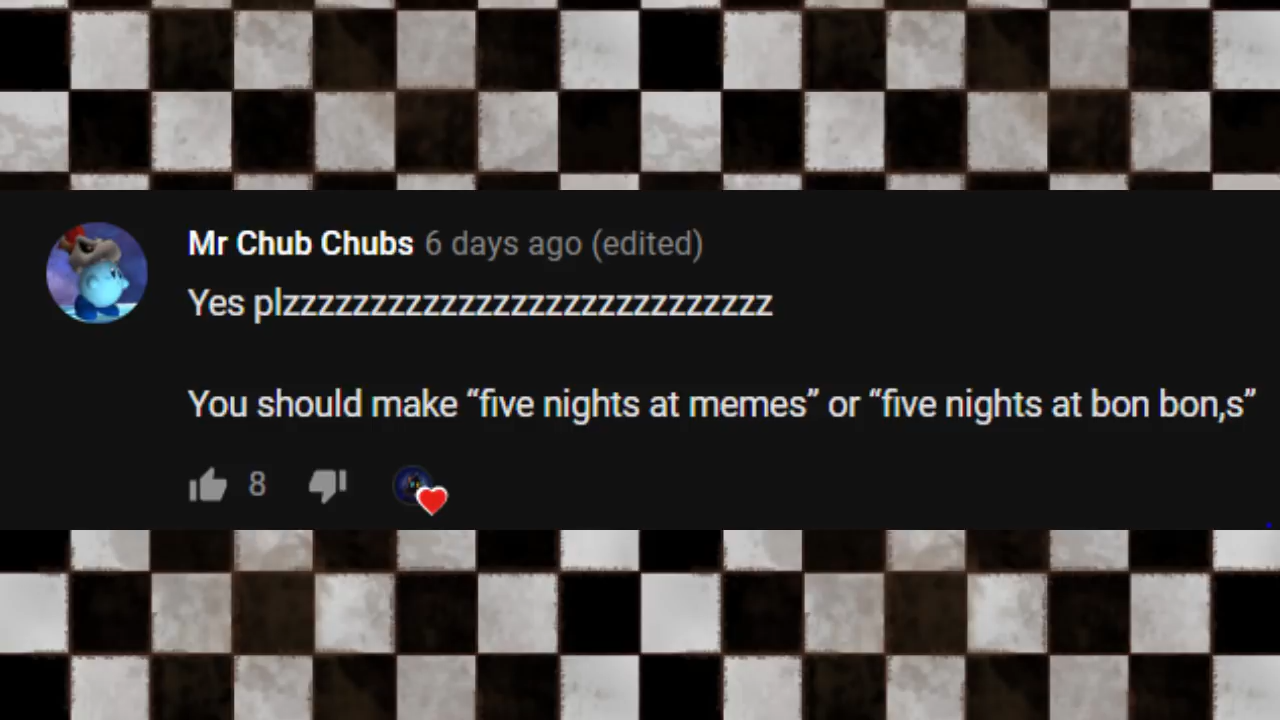 Mr Chub Chubs 6 days ago (edited)
Yes plzzzzzzzzzzzzzzzzzzzzzzzzzzzz
You should make “five nights at memes” or “five nights at bon bon,s”
8